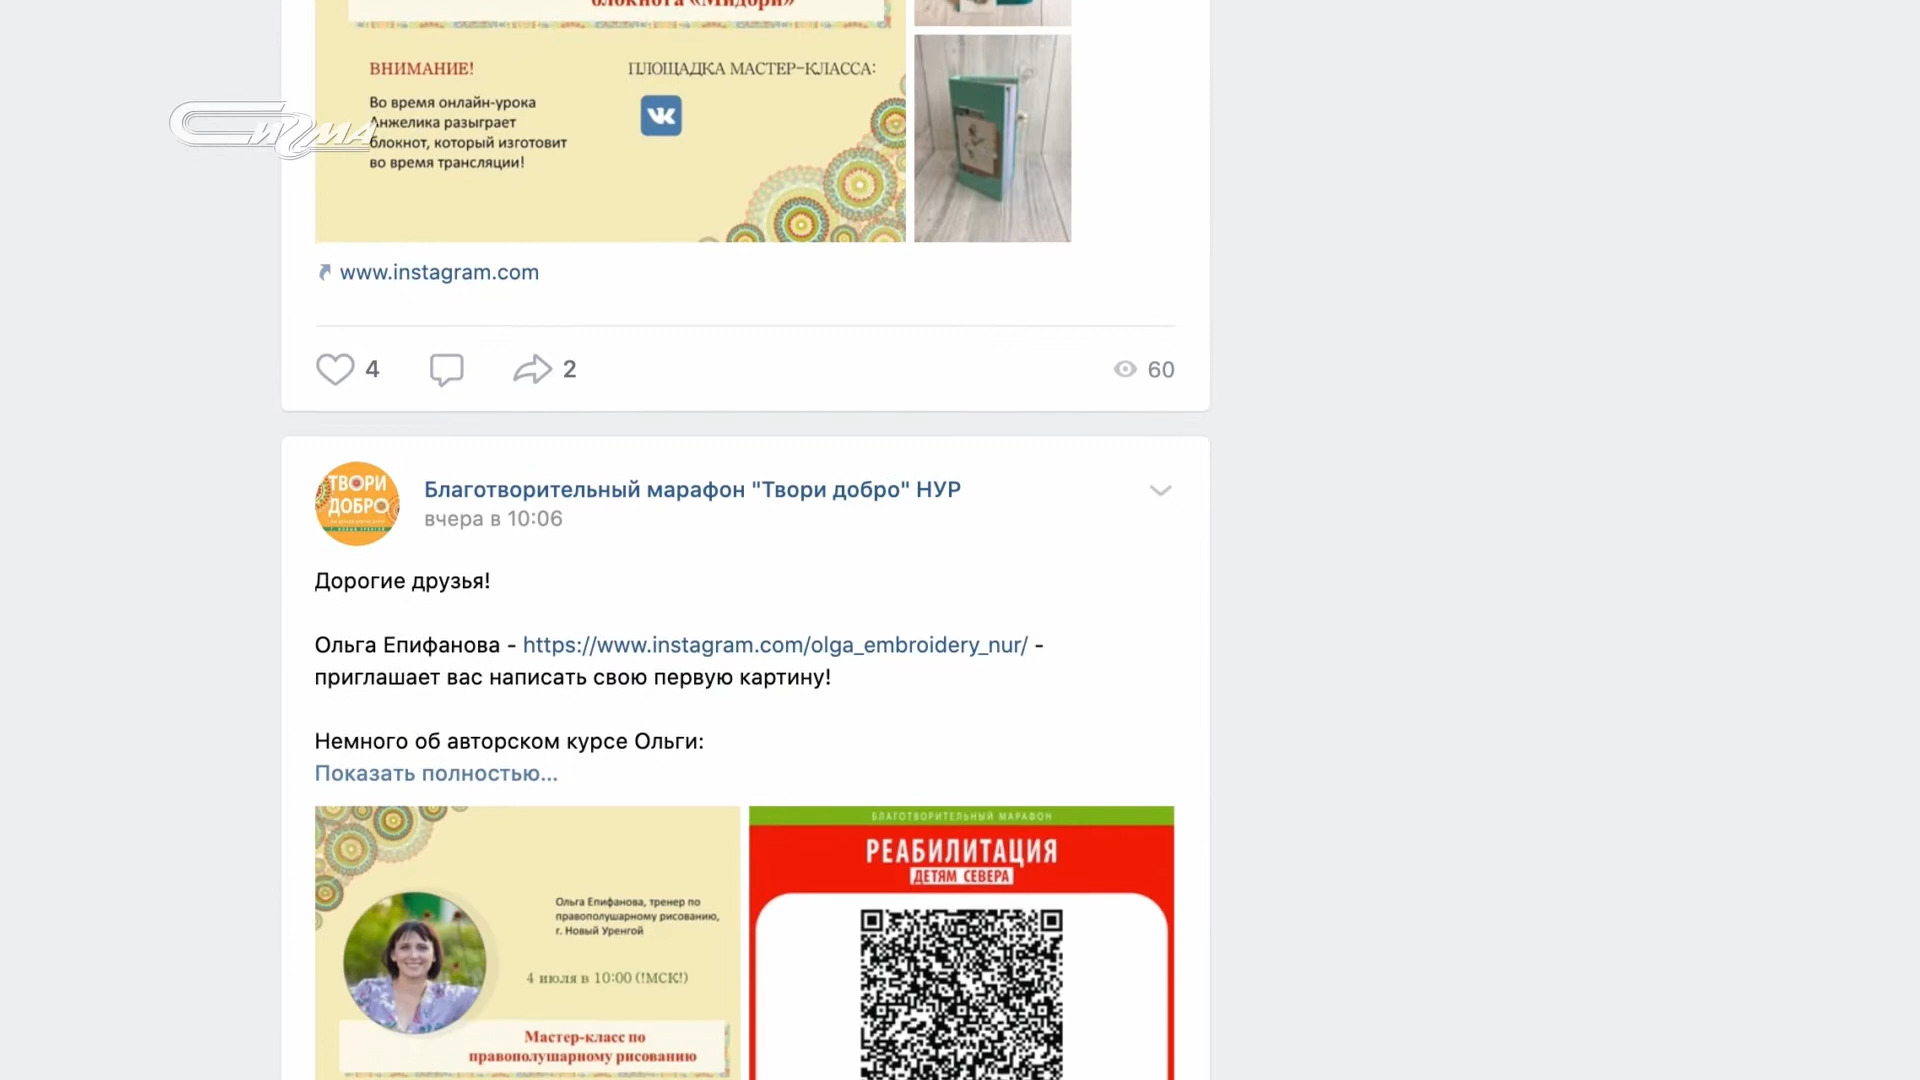 блокнота «Мидори»
ВНИМАНИЕ!
Во время онлайн-урока
Анжелика разыграет
блокнот, который изготовит
во время трансляции!
ПЛОЩАДКА МАСТЕР-КЛАССА:
СИГМА
www.instagram.com
4
2
60
ТВОРИ
ДОБРО
Благотворительный марафон "Твори добро" НУР
вчера в 10:06
Дорогие друзья!
Ольга Епифанова - https://www.instagram.com/olga_embroidery_nur/ -
приглашает вас написать свою первую картину!
Немного об авторском курсе Ольги:
Показать полностью...
Ольга Епифанова, тренер по
правополушарному рисованию,
г. Новый Уренгой
4 июля в 10:00 (!МСК!)
Мастер-класс по
правополушарному рисованию
БЛАГОТВОРИТЕЛЬНЫЙ МАРАФОН
РЕАБИЛИТАЦИЯ
ДЕТЯМ СЕВЕРА